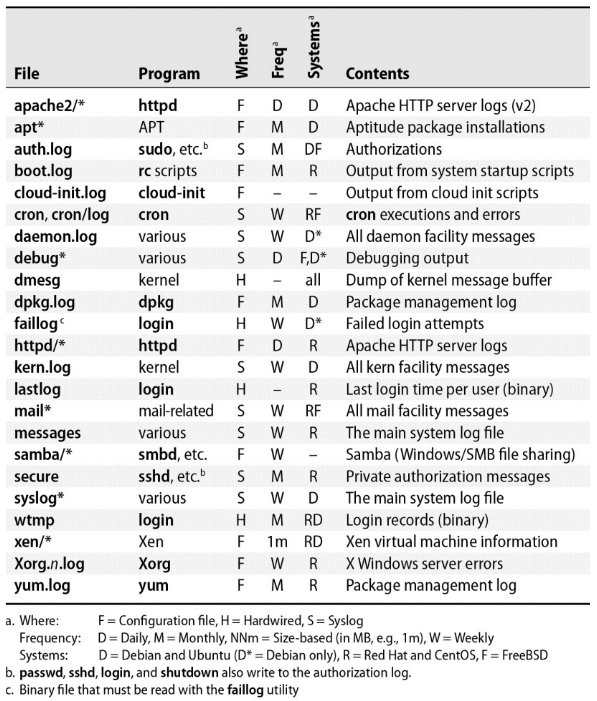 File Program Where^a Freq^a Systems^a Contents
apache2/* httpd F D D Apache HTTP server logs (v2)
apt* APT F M D Aptitude package installations
auth.log sudo, etc.^b S M DF Authorizations
boot.log rc scripts F M R Output from system startup scripts
cloud-init.log cloud-init F – – Output from cloud init scripts
cron, cron/log cron S W RF cron executions and errors
daemon.log various S W D* All daemon facility messages
debug* various S D F,D* Debugging output
dmesg kernel H – all Dump of kernel message buffer
dpkg.log dpkg F M D Package management log
faillog^c login H W D* Failed login attempts
httpd/* httpd F D R Apache HTTP server logs
kern.log kernel S W D All kern facility messages
lastlog login H – R Last login time per user (binary)
mail* mail-related S W RF All mail facility messages
messages various S W R The main system log file
samba/* smbd, etc. F W – Samba (Windows/SMB file sharing)
secure sshd, etc.^b S M R Private authorization messages
syslog* various S W D The main system log file
wtmp login H M RD Login records (binary)
xen/* Xen F 1m RD Xen virtual machine information
Xorg.n.log Xorg F W R X Windows server errors
yum.log yum F M R Package management log
a. Where: F = Configuration file, H = Hardwired, S = Syslog
Frequency: D = Daily, M = Monthly, NNm = Size-based (in MB, e.g., 1m), W = Weekly
Systems: D = Debian and Ubuntu (D* = Debian only), R = Red Hat and CentOS, F = FreeBSD
b. passwd, sshd, login, and shutdown also write to the authorization log.
c. Binary file that must be read with the faillog utility